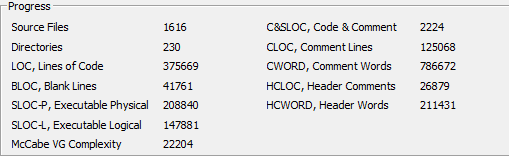 Progress
Source Files 1616 C&SLOC, Code & Comment 2224
Directories 230 CLOC, Comment Lines 125068
LOC, Lines of Code 375669 CWORD, Comment Words 786672
BLOC, Blank Lines 41761 HCLOC, Header Comments 26879
SLOC-P, Executable Physical 208840 HCWORD, Header Words 211431
SLOC-L, Executable Logical 147881
McCabe VG Complexity 22204